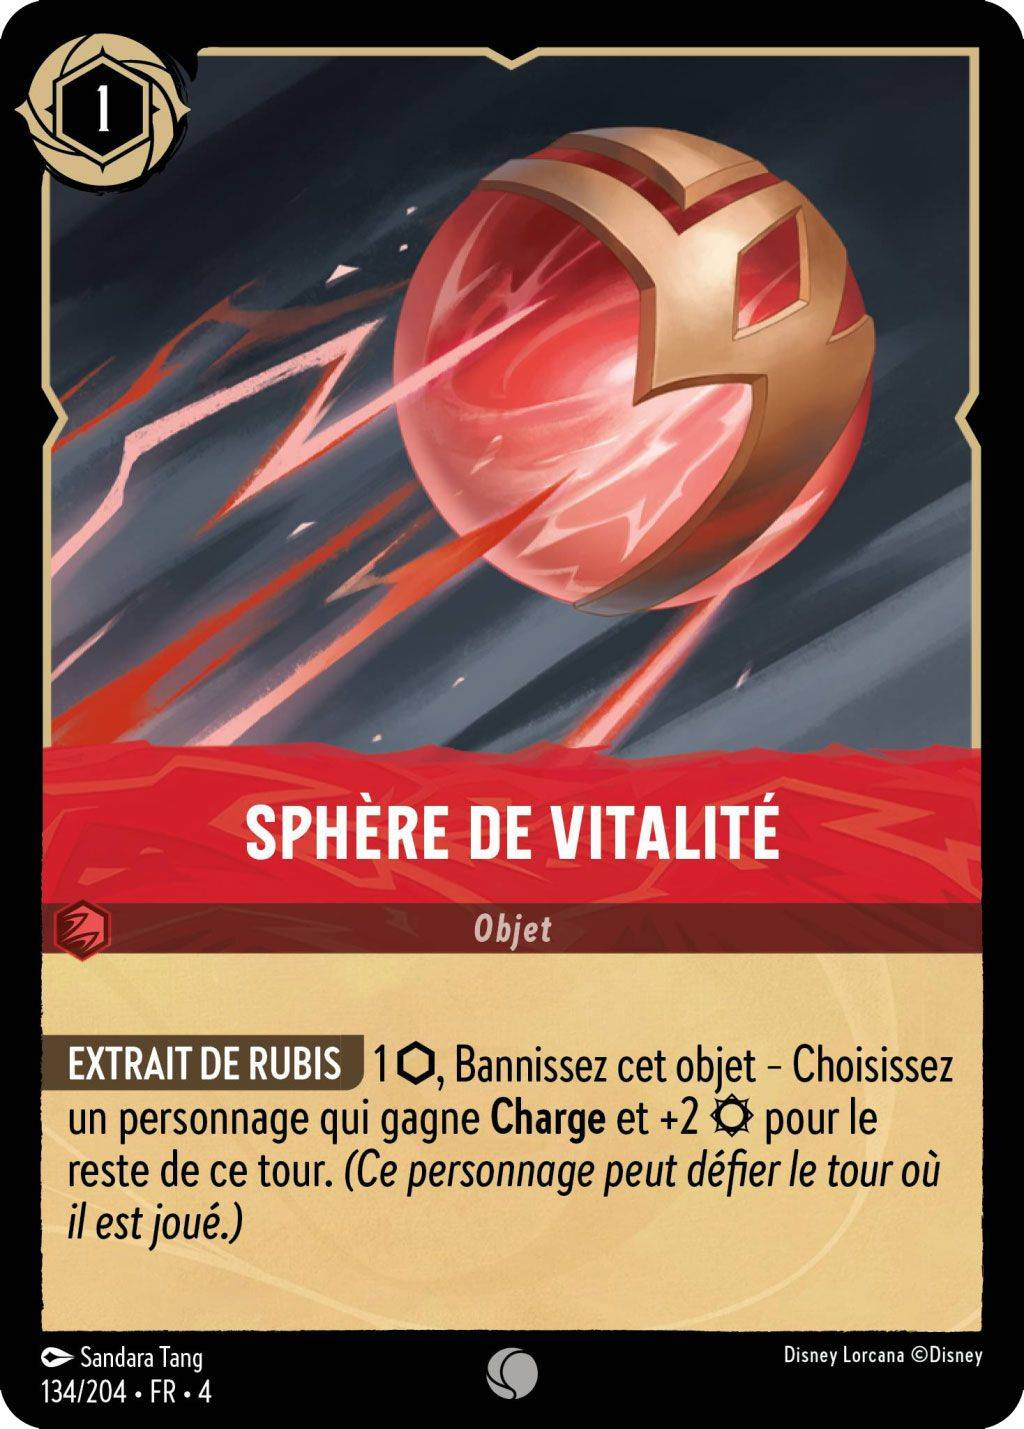 1
SPHÈRE DE VITALITÉ
Objet
EXTRAIT DE RUBIS 1 ⬡, Bannissez cet objet – Choisissez
un personnage qui gagne Charge et +2 pour le
reste de ce tour. (Ce personnage peut défier le tour où
il est joué.)
Sandara Tang
Disney Lorcana ©Disney
134/204 • FR • 4